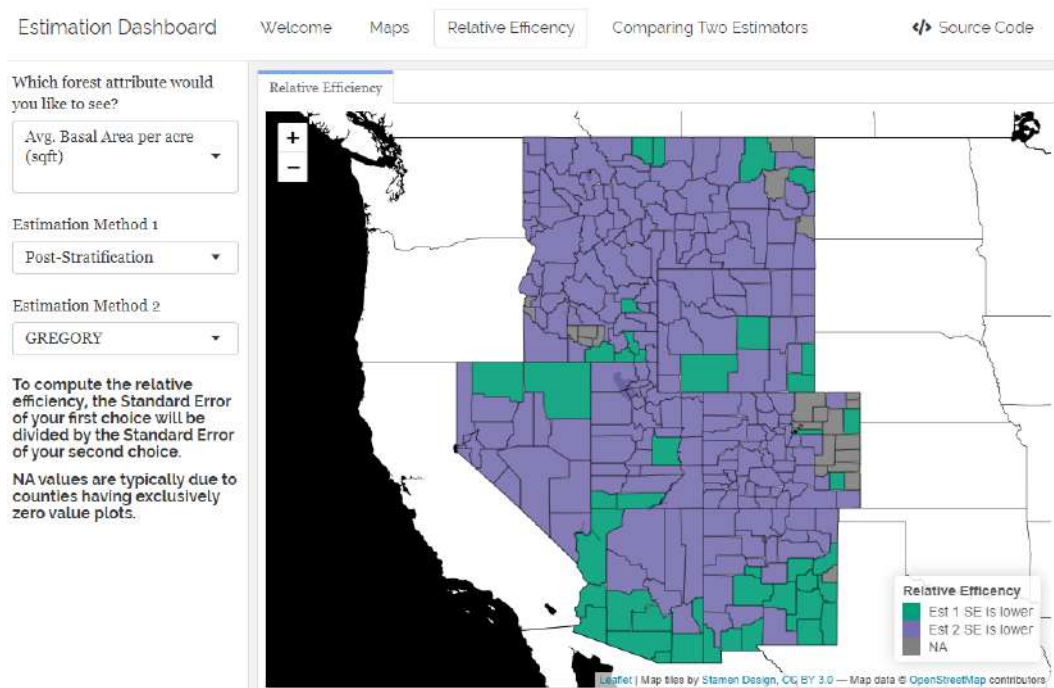 Estimation Dashboard
Welcome
Maps
Relative Efficency
Comparing Two Estimators
</> Source Code
Which forest attribute would
you like to see?
Avg. Basal Area per acre
(sqft)
Estimation Method 1
Post-Stratification
Estimation Method 2
GREGORY
To compute the relative
efficiency, the Standard Error
of your first choice will be
divided by the Standard Error
of your second choice.
NA values are typically due to
counties having exclusively
zero value plots.
Relative Efficiency
+
−
Relative Efficency
Est 1 SE is lower
Est 2 SE is lower
NA
Leaflet | Map tiles by Stamen Design, CC BY 3.0 — Map data © OpenStreetMap contributors